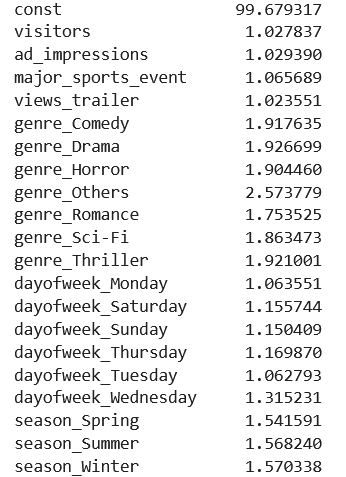 const 99.679317
visitors 1.027837
ad_impressions 1.029390
major_sports_event 1.065689
views_trailer 1.023551
genre_Comedy 1.917635
genre_Drama 1.926699
genre_Horror 1.904460
genre_Others 2.573779
genre_Romance 1.753525
genre_Sci-Fi 1.863473
genre_Thriller 1.921001
dayofweek_Monday 1.063551
dayofweek_Saturday 1.155744
dayofweek_Sunday 1.150409
dayofweek_Thursday 1.169870
dayofweek_Tuesday 1.062793
dayofweek_Wednesday 1.315231
season_Spring 1.541591
season_Summer 1.568240
season_Winter 1.570338